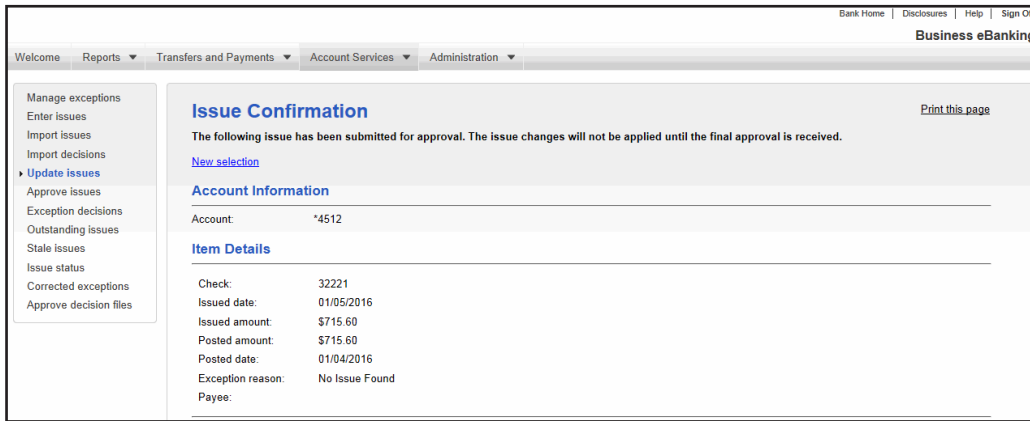 Bank Home | Disclosures | Help | Sign Of
Business eBanking
Welcome Reports Transfers and Payments Account Services Administration
Manage exceptions
Enter issues
Import issues
Import decisions
Update issues
Approve issues
Exception decisions
Outstanding issues
Stale issues
Issue status
Corrected exceptions
Approve decision files
Issue Confirmation
Print this page
The following issue has been submitted for approval. The issue changes will not be applied until the final approval is received.
New selection
Account Information
Account: *4512
Item Details
Check: 32221
Issued date: 01/05/2016
Issued amount: $715.60
Posted amount: $715.60
Posted date: 01/04/2016
Exception reason: No Issue Found
Payee: